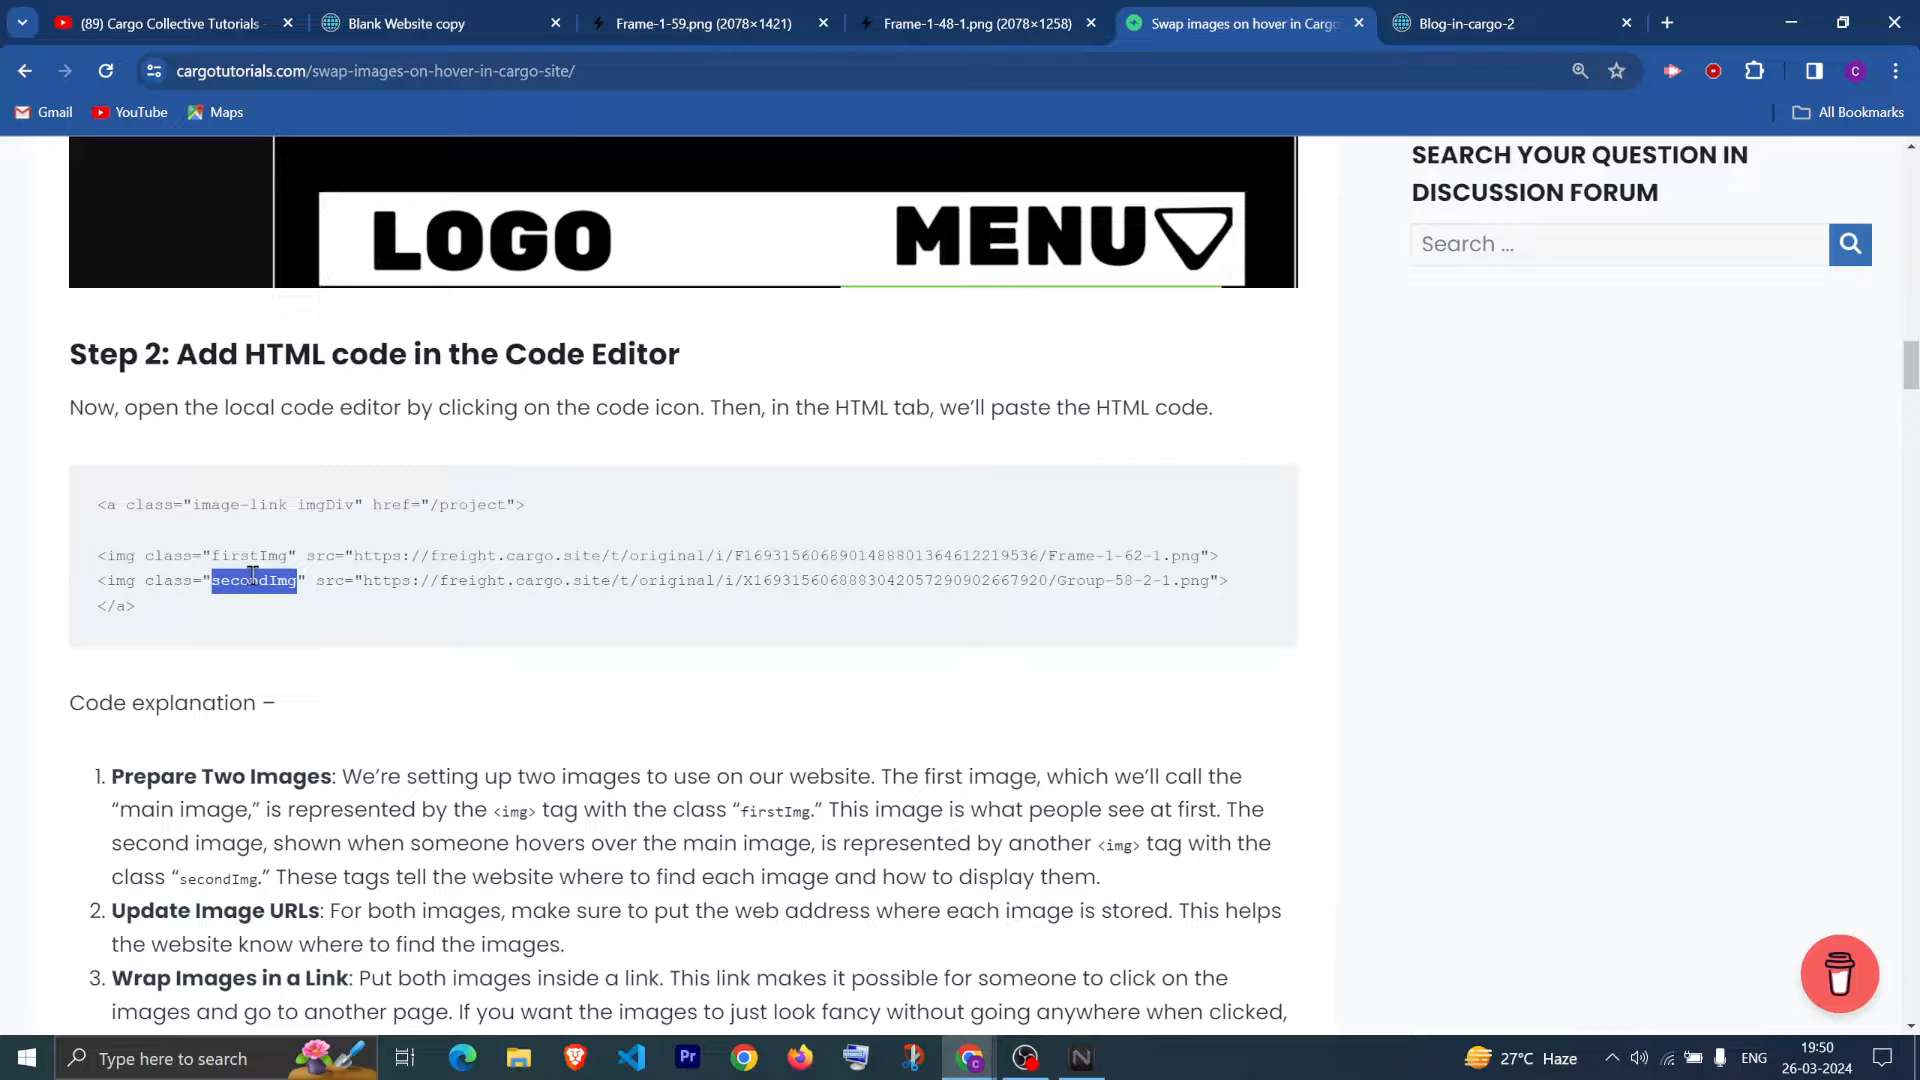 (89) Cargo Collective Tutorials
Blank Website copy
Frame-1-59.png (2078×1421)
Frame-1-48-1.png (2078×1258)
Swap images on hover in Cargo
Blog-in-cargo-2
cargotutorials.com/swap-images-on-hover-in-cargo-site/
C
Gmail
YouTube
Maps
All Bookmarks
LOGO
MENU
SEARCH YOUR QUESTION IN
DISCUSSION FORUM
Search ...
Step 2: Add HTML code in the Code Editor
Now, open the local code editor by clicking on the code icon. Then, in the HTML tab, we’ll paste the HTML code.
<a class="image-link imgDiv" href="/project">
<img class="firstImg" src="https://freight.cargo.site/t/original/i/F1693156068901488801364612219536/Frame-1-62-1.png">
<img class="secondImg" src="https://freight.cargo.site/t/original/i/X1693156068883042057290902667920/Group-58-2-1.png">
</a>
Code explanation –
1. Prepare Two Images: We’re setting up two images to use on our website. The first image, which we’ll call the
“main image,” is represented by the <img> tag with the class “firstImg.” This image is what people see at first. The
second image, shown when someone hovers over the main image, is represented by another <img> tag with the
class “secondImg.” These tags tell the website where to find each image and how to display them.
2. Update Image URLs: For both images, make sure to put the web address where each image is stored. This helps
the website know where to find the images.
3. Wrap Images in a Link: Put both images inside a link. This link makes it possible for someone to click on the
images and go to another page. If you want the images to just look fancy without going anywhere when clicked,
Type here to search
Pr
C
N
27°C Haze
ENG
19:50
26-03-2024